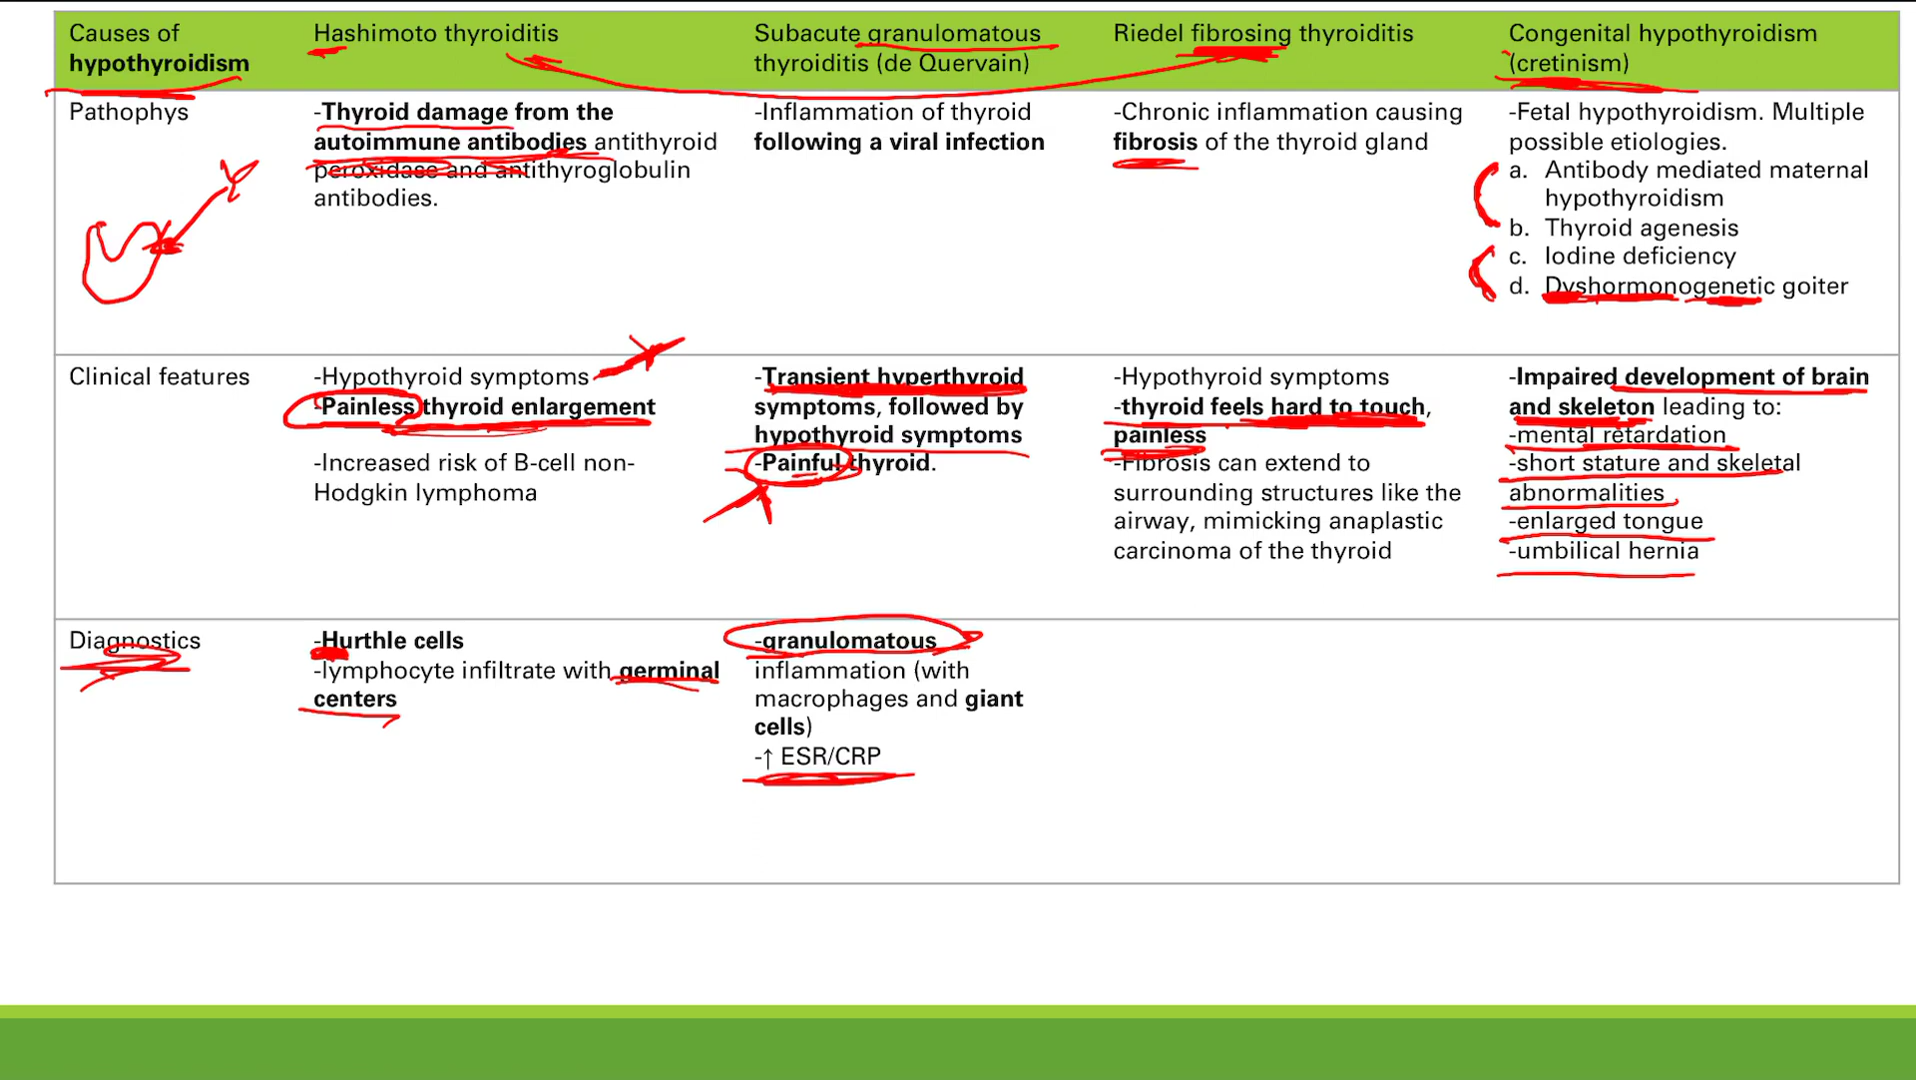 Causes of
hypothyroidism
Hashimoto thyroiditis
Subacute granulomatous
thyroiditis (de Quervain)
Riedel fibrosing thyroiditis
Congenital hypothyroidism
(cretinism)
Pathophys
-Thyroid damage from the
autoimmune antibodies antithyroid
peroxidase and antithyroglobulin
antibodies.
-Inflammation of thyroid
following a viral infection
-Chronic inflammation causing
fibrosis of the thyroid gland
-Fetal hypothyroidism. Multiple
possible etiologies.
a. Antibody mediated maternal
hypothyroidism
b. Thyroid agenesis
c. Iodine deficiency
d. Dyshormonogenetic goiter
Clinical features
-Hypothyroid symptoms
-Painless thyroid enlargement
-Increased risk of B-cell non-
Hodgkin lymphoma
-Transient hyperthyroid
symptoms, followed by
hypothyroid symptoms
-Painful thyroid.
-Hypothyroid symptoms
-thyroid feels hard to touch,
painless
-Fibrosis can extend to
surrounding structures like the
airway, mimicking anaplastic
carcinoma of the thyroid
-Impaired development of brain
and skeleton leading to:
-mental retardation
-short stature and skeletal
abnormalities
-enlarged tongue
-umbilical hernia
Diagnostics
-Hurthle cells
-lymphocyte infiltrate with germinal
centers
-granulomatous
inflammation (with
macrophages and giant
cells)
-↑ ESR/CRP